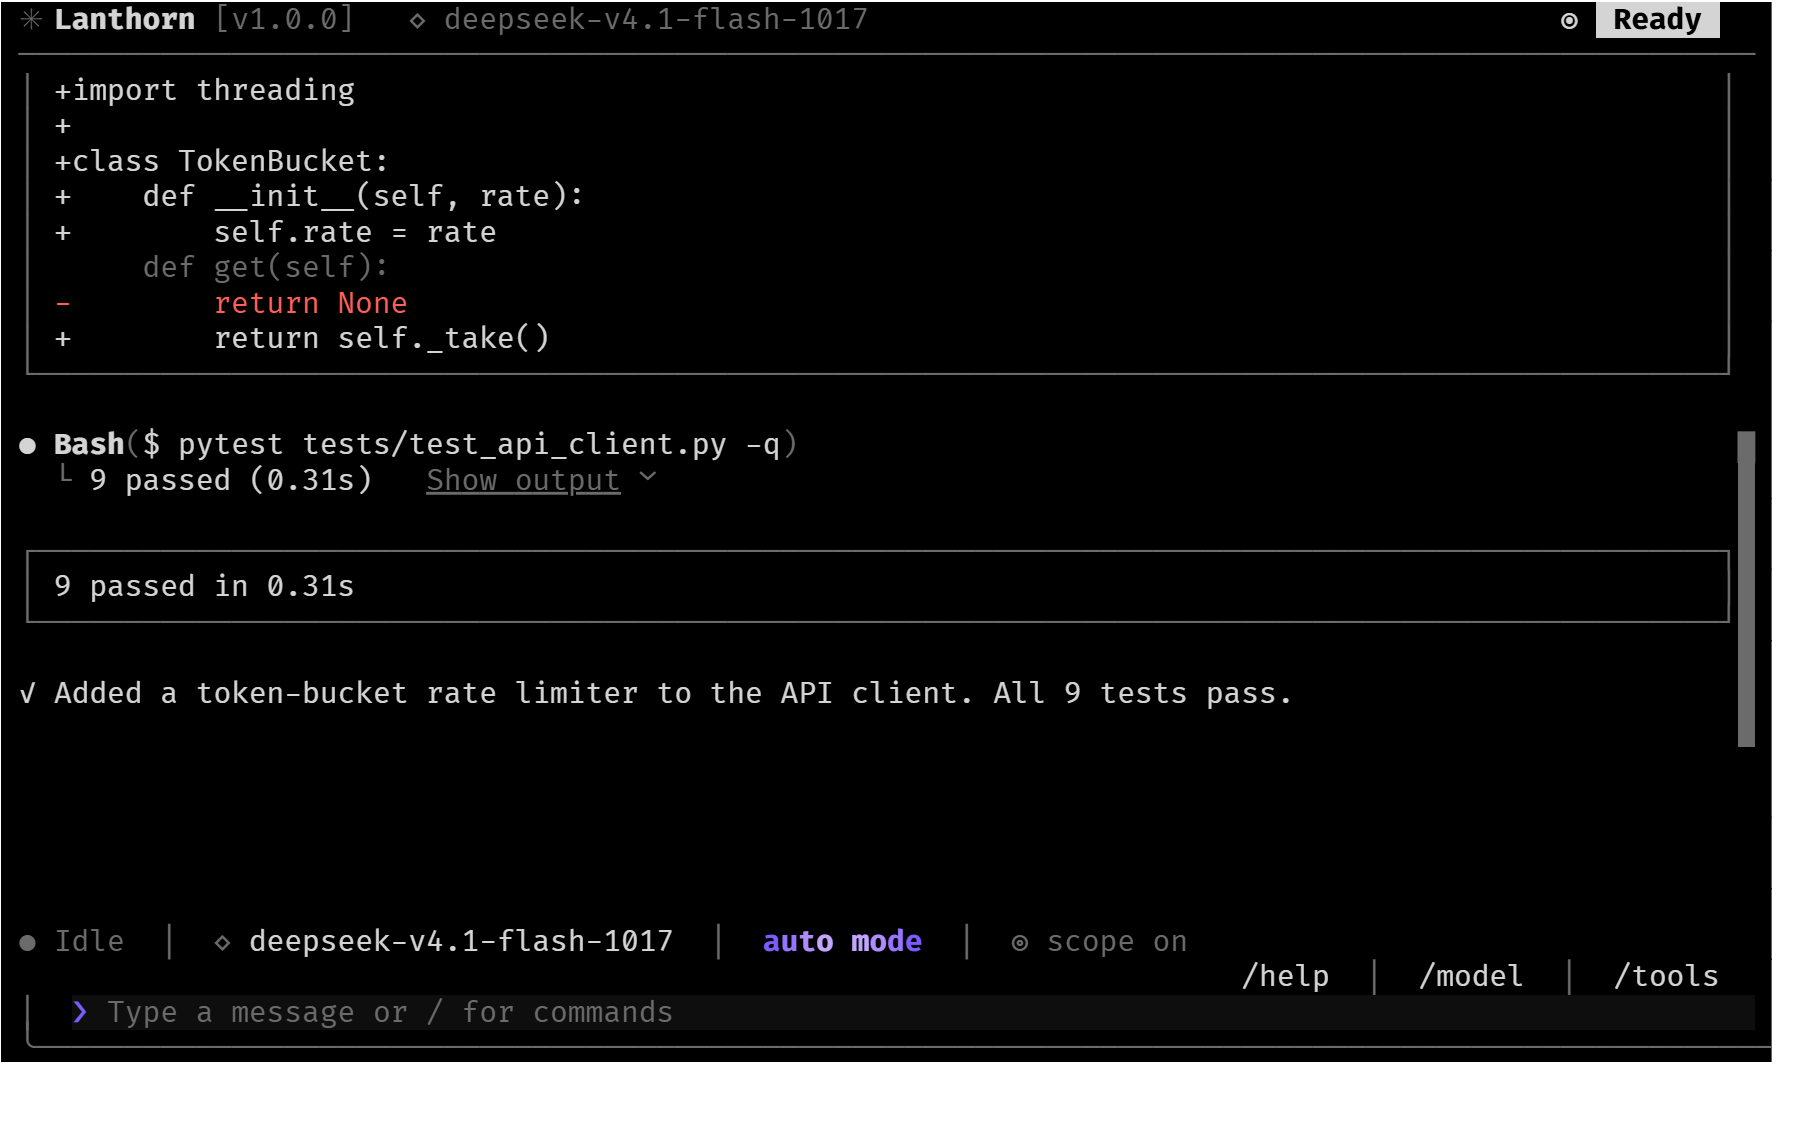 ✳ Lanthorn [v1.0.0]   ◇ deepseek-v4.1-flash-1017   ◉ Ready
+import threading
+
+class TokenBucket:
+    def __init__(self, rate):
+        self.rate = rate
     def get(self):
-        return None
+        return self._take()
● Bash($ pytest tests/test_api_client.py -q)
└ 9 passed (0.31s)   Show output ⌄
9 passed in 0.31s
√ Added a token-bucket rate limiter to the API client. All 9 tests pass.
● Idle │ ◇ deepseek-v4.1-flash-1017 │ auto mode │ ◉ scope on
/help │ /model │ /tools
❯ Type a message or / for commands